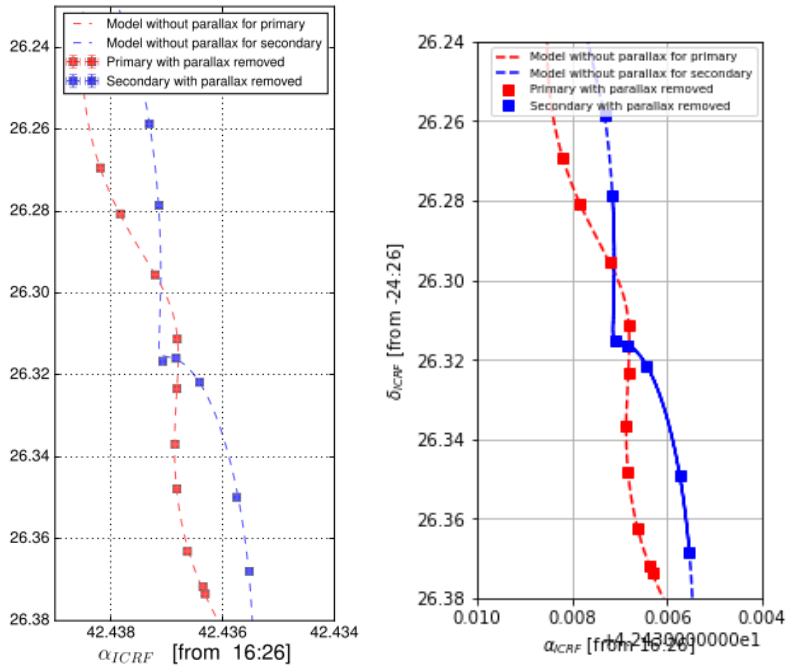 Model without parallax for primary
Model without parallax for secondary
Primary with parallax removed
Secondary with parallax removed
26.24
26.26
26.28
26.30
26.32
26.34
26.36
26.38
42.438 42.436 42.434
α_ICRF [from 16:26]
Model without parallax for primary
Model without parallax for secondary
Primary with parallax removed
Secondary with parallax removed
δ_ICRF [from -24:26]
26.24
26.26
26.28
26.30
26.32
26.34
26.36
26.38
0.010 0.008 0.006 0.004
+4.2430000000e1
α_ICRF [from 16:26]